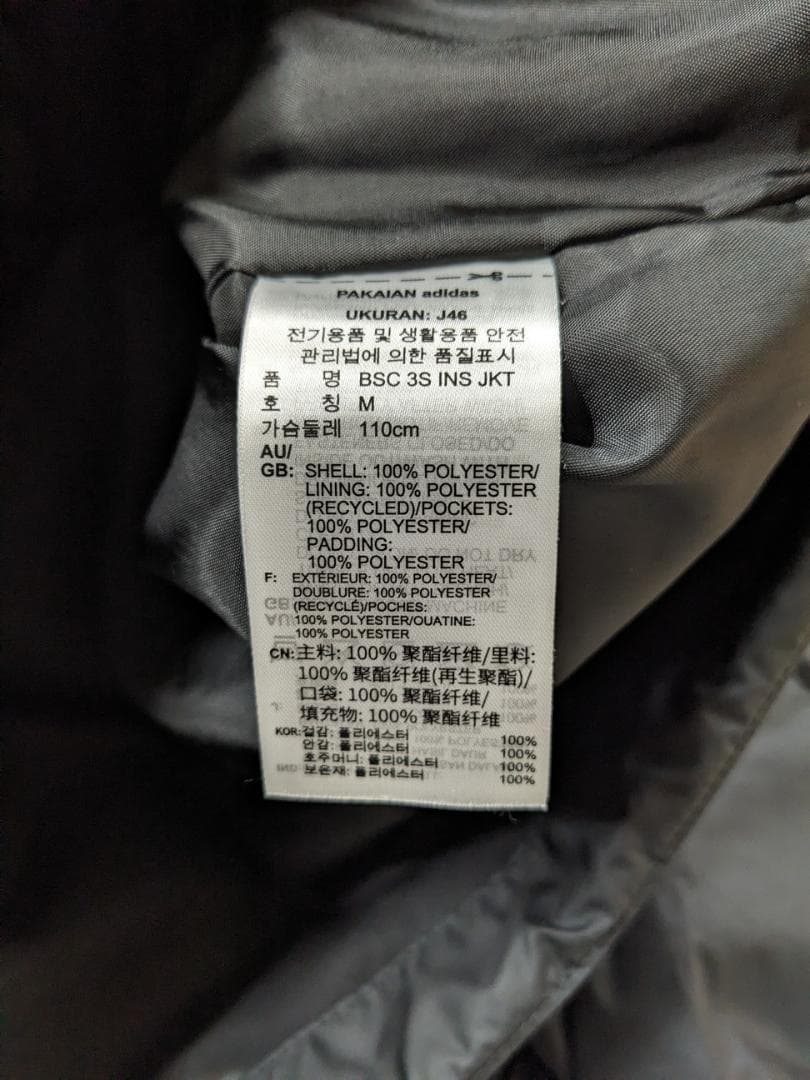 PAKAIAN adidas
UKURAN: J46
전기용품 및 생활용품 안전
관리법에 의한 품질표시
품 명 BSC 3S INS JKT
호 칭 M
가슴둘레 110cm
AU/
GB: SHELL: 100% POLYESTER/
LINING: 100% POLYESTER
(RECYCLED)/POCKETS:
100% POLYESTER/
PADDING:
100% POLYESTER
F: EXTÉRIEUR: 100% POLYESTER/
DOUBLURE: 100% POLYESTER
(RECYCLÉ)/POCHES:
100% POLYESTER/OUATINE:
100% POLYESTER
CN:主料: 100% 聚酯纤维/里料:
100% 聚酯纤维(再生聚酯)/
口袋: 100% 聚酯纤维/
填充物: 100% 聚酯纤维
KOR:겉감: 폴리에스터 100%
안감: 폴리에스터 100%
호주머니: 폴리에스터 100%
보온재: 폴리에스터 100%